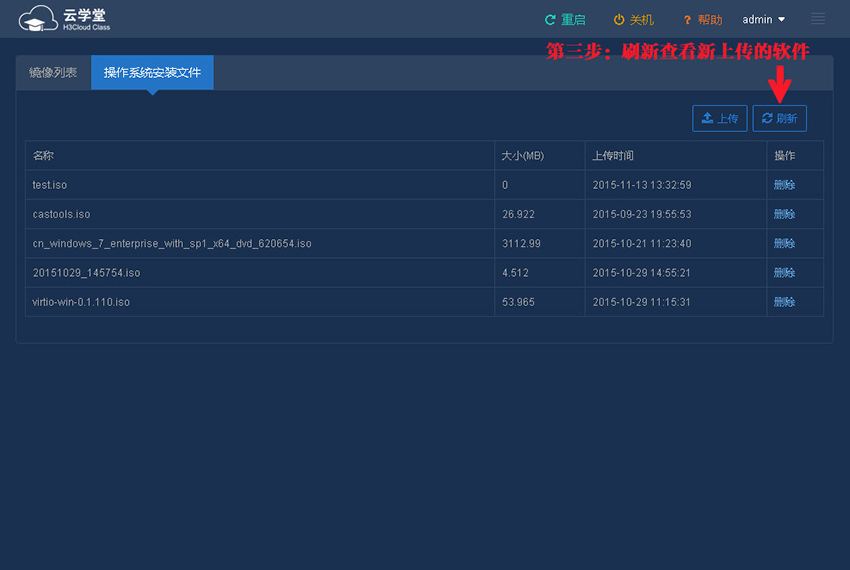 云学堂
H3Cloud Class
重启 关机 ? 帮助 admin
第三步：刷新查看新上传的软件
镜像列表 操作系统安装文件
上传 刷新
名称 大小(MB) 上传时间 操作
test.iso 0 2015-11-13 13:32:59 删除
castools.iso 26.922 2015-09-23 19:55:53 删除
cn_windows_7_enterprise_with_sp1_x64_dvd_620654.iso 3112.99 2015-10-21 11:23:40 删除
20151029_145754.iso 4.512 2015-10-29 14:55:21 删除
virtio-win-0.1.110.iso 53.965 2015-10-29 11:15:31 删除